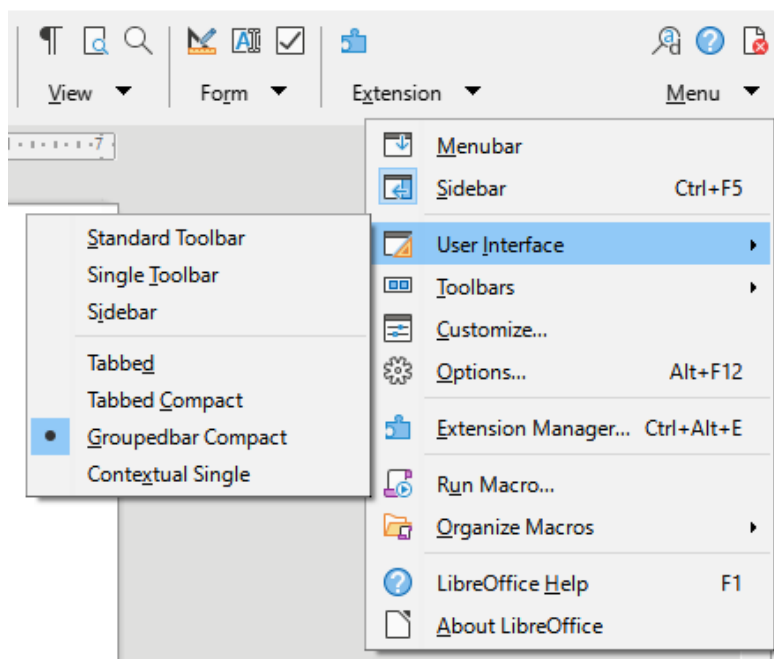 View Form Extension Menu
7
Menubar
Sidebar Ctrl+F5
User Interface
Toolbars
Customize...
Options... Alt+F12
Extension Manager... Ctrl+Alt+E
Run Macro...
Organize Macros
LibreOffice Help F1
About LibreOffice
Standard Toolbar
Single Toolbar
Sidebar
Tabbed
Tabbed Compact
Groupedbar Compact
Contextual Single